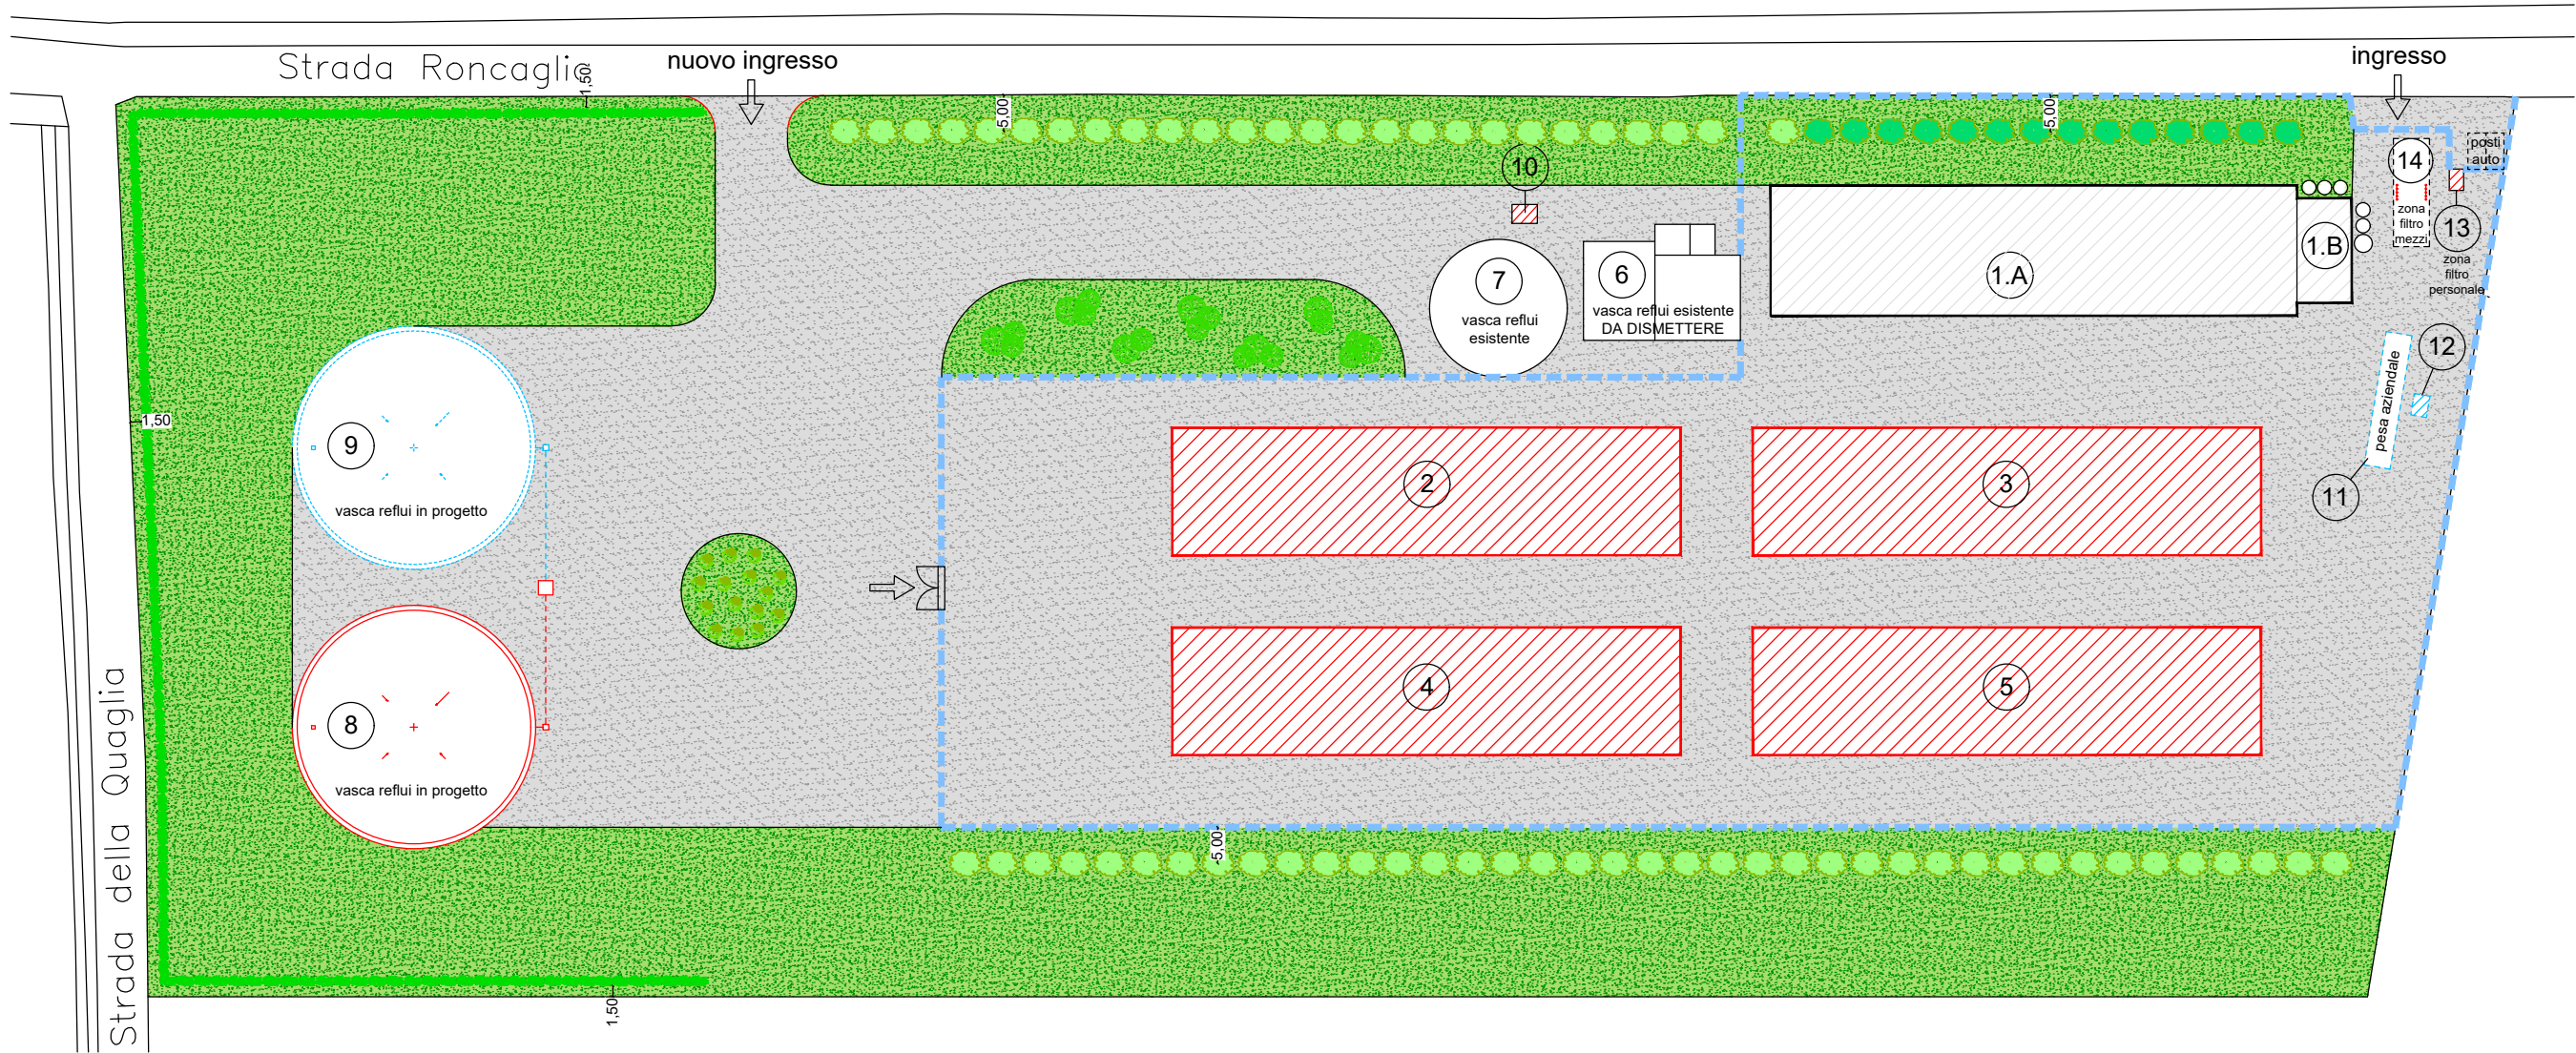 Strada Roncaglia
1,50
nuovo ingresso
ingresso
5,00
5,00
10
14
posti
auto
zona
filtro
mezzi
13
zona
filtro
personale
1.A
1.B
7
vasca reflui
esistente
6
vasca reflui esistente
DA DISMETTERE
12
pesa aziendale
11
1,50
9
vasca reflui in progetto
2
3
8
vasca reflui in progetto
4
5
Strada della Quaglia
5,00
1,50